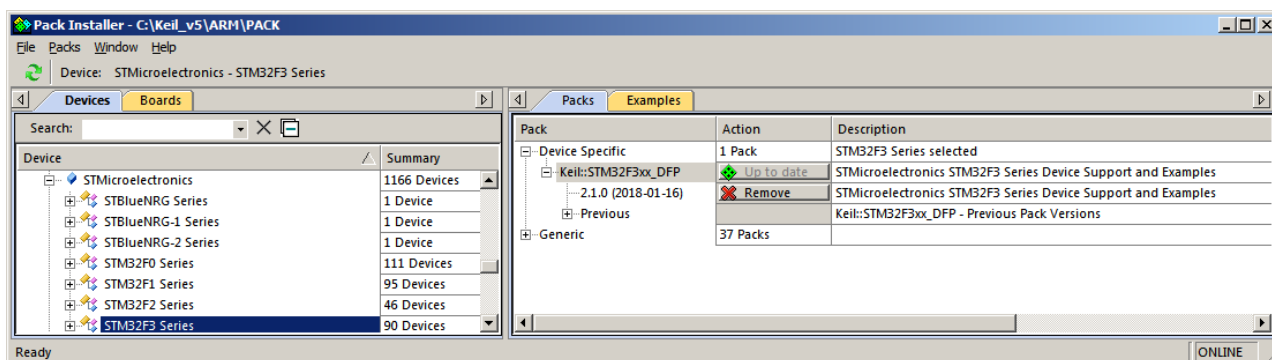 Pack Installer - C:\Keil_v5\ARM\PACK
File Packs Window Help
Device: STMicroelectronics - STM32F3 Series
Devices Boards
Search:
Device Summary
STMicroelectronics 1166 Devices
STBlueNRG Series 1 Device
STBlueNRG-1 Series 1 Device
STBlueNRG-2 Series 1 Device
STM32F0 Series 111 Devices
STM32F1 Series 95 Devices
STM32F2 Series 46 Devices
STM32F3 Series 90 Devices
Packs Examples
Pack Action Description
Device Specific 1 Pack STM32F3 Series selected
Keil::STM32F3xx_DFP Up to date STMicroelectronics STM32F3 Series Device Support and Examples
2.1.0 (2018-01-16) Remove STMicroelectronics STM32F3 Series Device Support and Examples
Previous Keil::STM32F3xx_DFP - Previous Pack Versions
Generic 37 Packs
Ready ONLINE